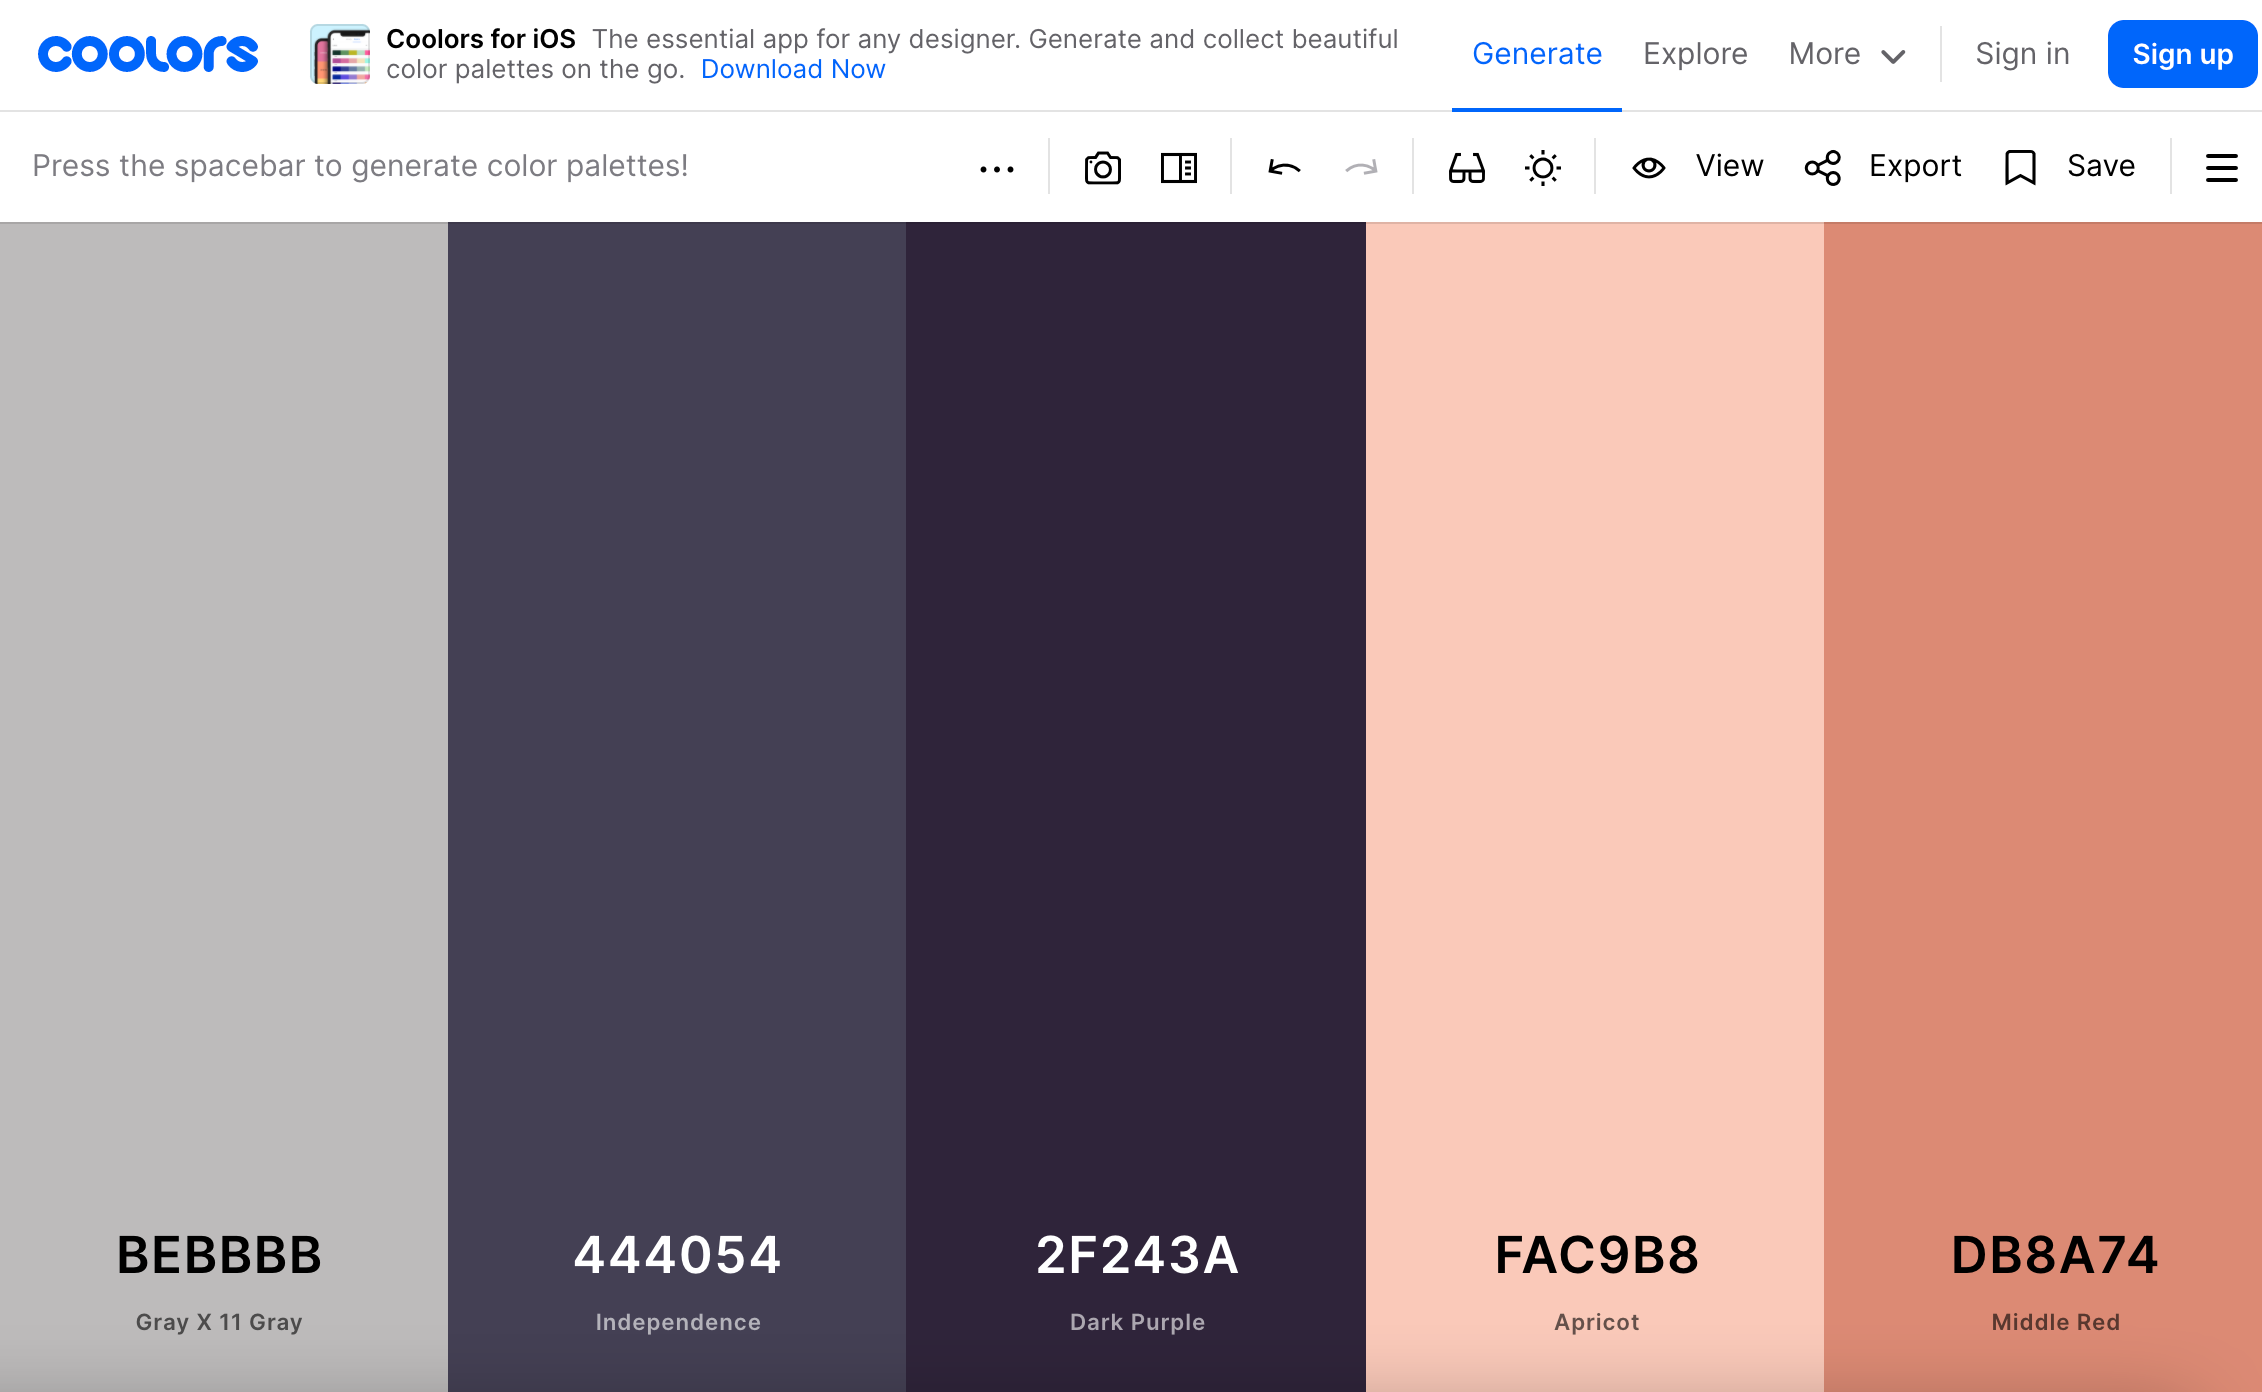 coolors
Coolors for iOS The essential app for any designer. Generate and collect beautiful
color palettes on the go. Download Now
Generate
Explore
More
Sign in
Sign up
Press the spacebar to generate color palettes!
View
Export
Save
BEBBBB
Gray X 11 Gray
444054
Independence
2F243A
Dark Purple
FAC9B8
Apricot
DB8A74
Middle Red